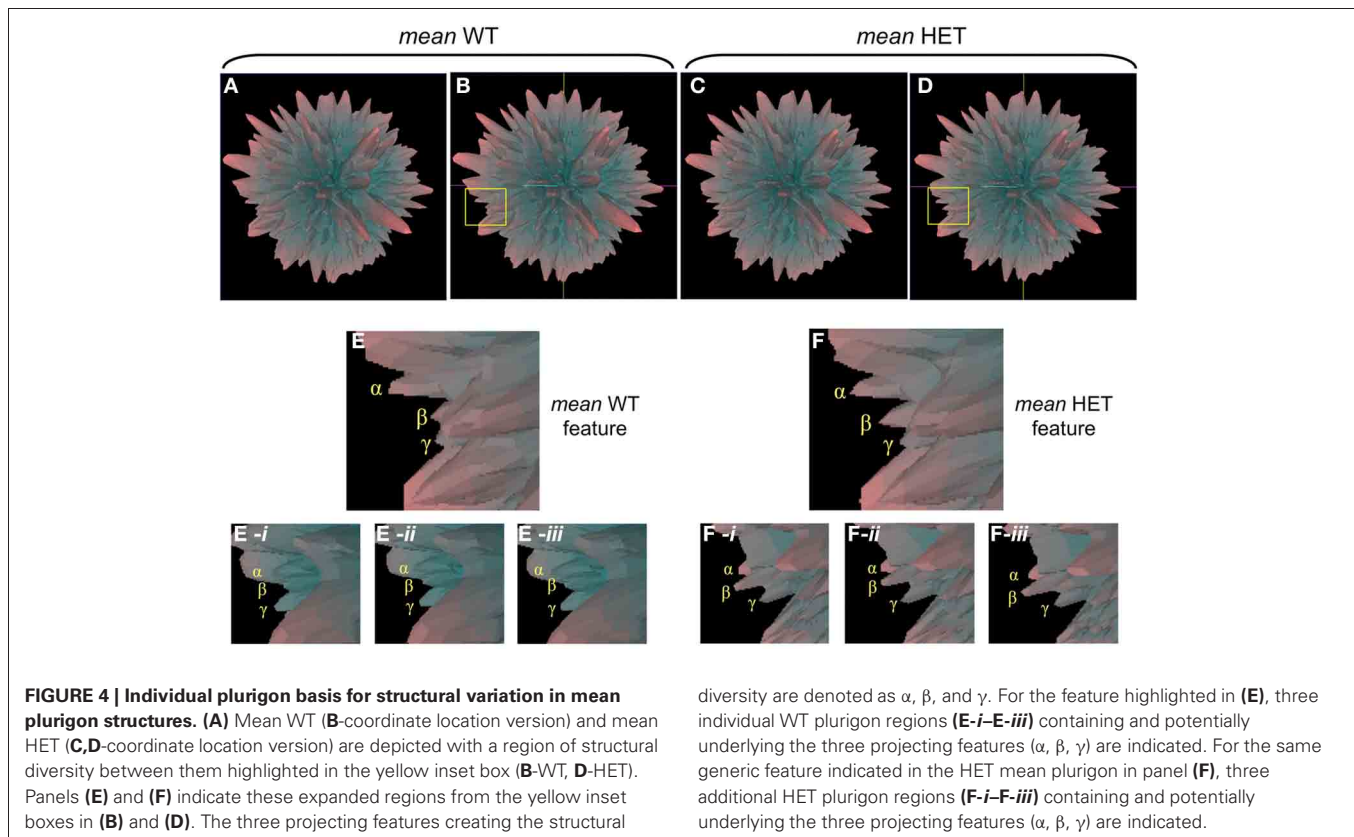 mean WT
mean HET
A
B
C
D
E
α
β
γ
mean WT
feature
F
α
β
γ
mean HET
feature
E -i
α
β
γ
E -ii
α
β
γ
E -iii
α
β
γ
F -i
α
β
γ
F-ii
α
β
γ
F-iii
α
β
γ
FIGURE 4 | Individual plurigon basis for structural variation in mean
plurigon structures. (A) Mean WT (B-coordinate location version) and mean
HET (C,D-coordinate location version) are depicted with a region of structural
diversity between them highlighted in the yellow inset box (B-WT, D-HET).
Panels (E) and (F) indicate these expanded regions from the yellow inset
boxes in (B) and (D). The three projecting features creating the structural
diversity are denoted as α, β, and γ. For the feature highlighted in (E), three
individual WT plurigon regions (E-i–E-iii) containing and potentially
underlying the three projecting features (α, β, γ) are indicated. For the same
generic feature indicated in the HET mean plurigon in panel (F), three
additional HET plurigon regions (F-i–F-iii) containing and potentially
underlying the three projecting features (α, β, γ) are indicated.